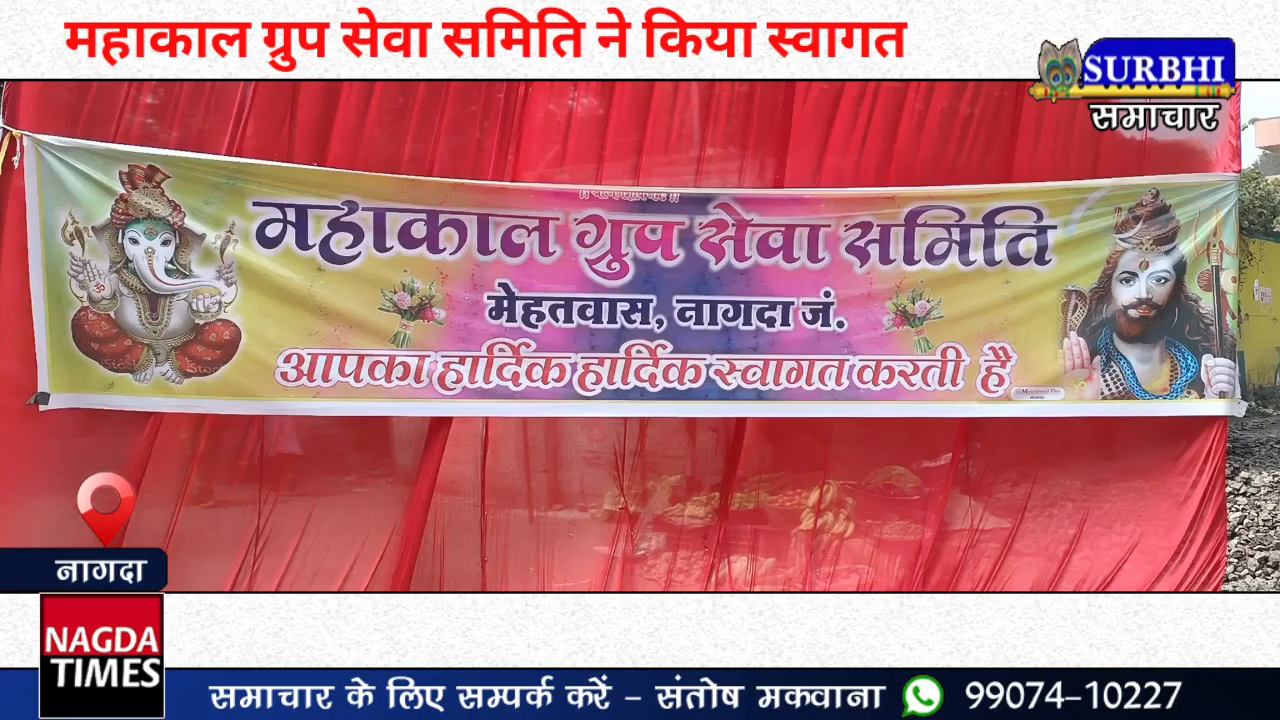 महाकाल ग्रुप सेवा समिति ने किया स्वागत
SURBHI
समाचार
महाकाल ग्रुप सेवा समिति
मेहतवास, नागदा जं.
आपका हार्दिक हार्दिक स्वागत करती है
नागदा
NAGDA
TIMES
समाचार के लिए सम्पर्क करें – संतोष मकवाना 99074–10227